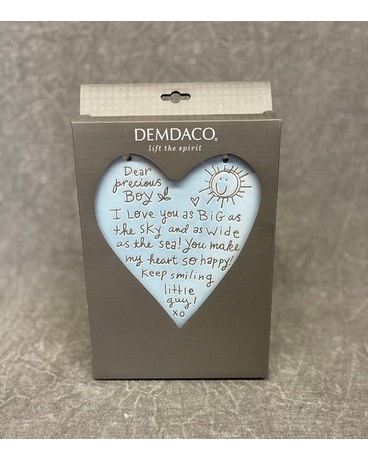 DEMDACO®
lift the spirit
Dear
precious
Boy
I Love you as BiG as
the SKY and as wide
as the sea! You make
my heart so happy!
Keep smiling
little
guy!
xo